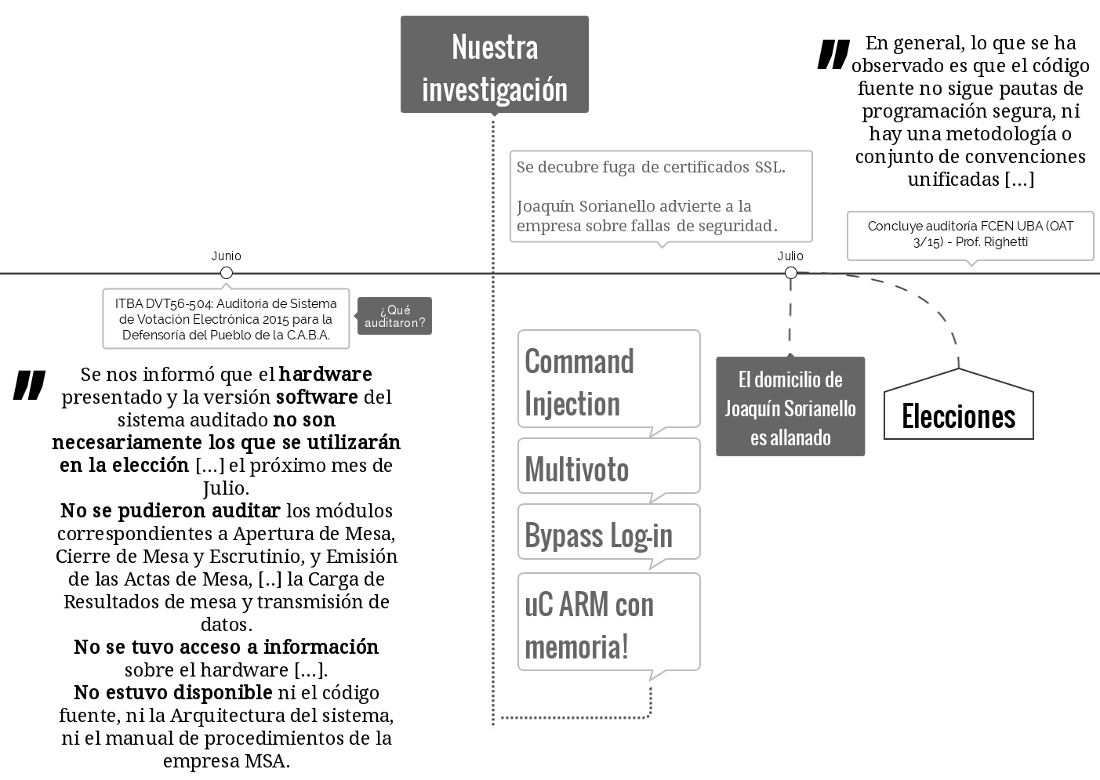 Nuestra
investigación
En general, lo que se ha
observado es que el código
fuente no sigue pautas de
programación segura, ni
hay una metodología o
conjunto de convenciones
unificadas [...]
Se decubre fuga de certificados SSL.
Joaquín Sorianello advierte a la
empresa sobre fallas de seguridad.
Concluye auditoría FCEN UBA (OAT
3/15) - Prof. Righetti
Junio
Julio
ITBA DVT56-504: Auditoría de Sistema
de Votación Electrónica 2015 para la
Defensoría del Pueblo de la C.A.B.A.
¿Qué
auditaron?
Se nos informó que el hardware
presentado y la versión software del
sistema auditado no son
necesariamente los que se utilizarán
en la elección [...] el próximo mes de
Julio.
No se pudieron auditar los módulos
correspondientes a Apertura de Mesa,
Cierre de Mesa y Escrutinio, y Emisión
de las Actas de Mesa, [..] la Carga de
Resultados de mesa y transmisión de
datos.
No se tuvo acceso a información
sobre el hardware [...].
No estuvo disponible ni el código
fuente, ni la Arquitectura del sistema,
ni el manual de procedimientos de la
empresa MSA.
Command
Injection
Multivoto
Bypass Log-in
uC ARM con
memoria!
El domicilio de
Joaquín Sorianello
es allanado
Elecciones